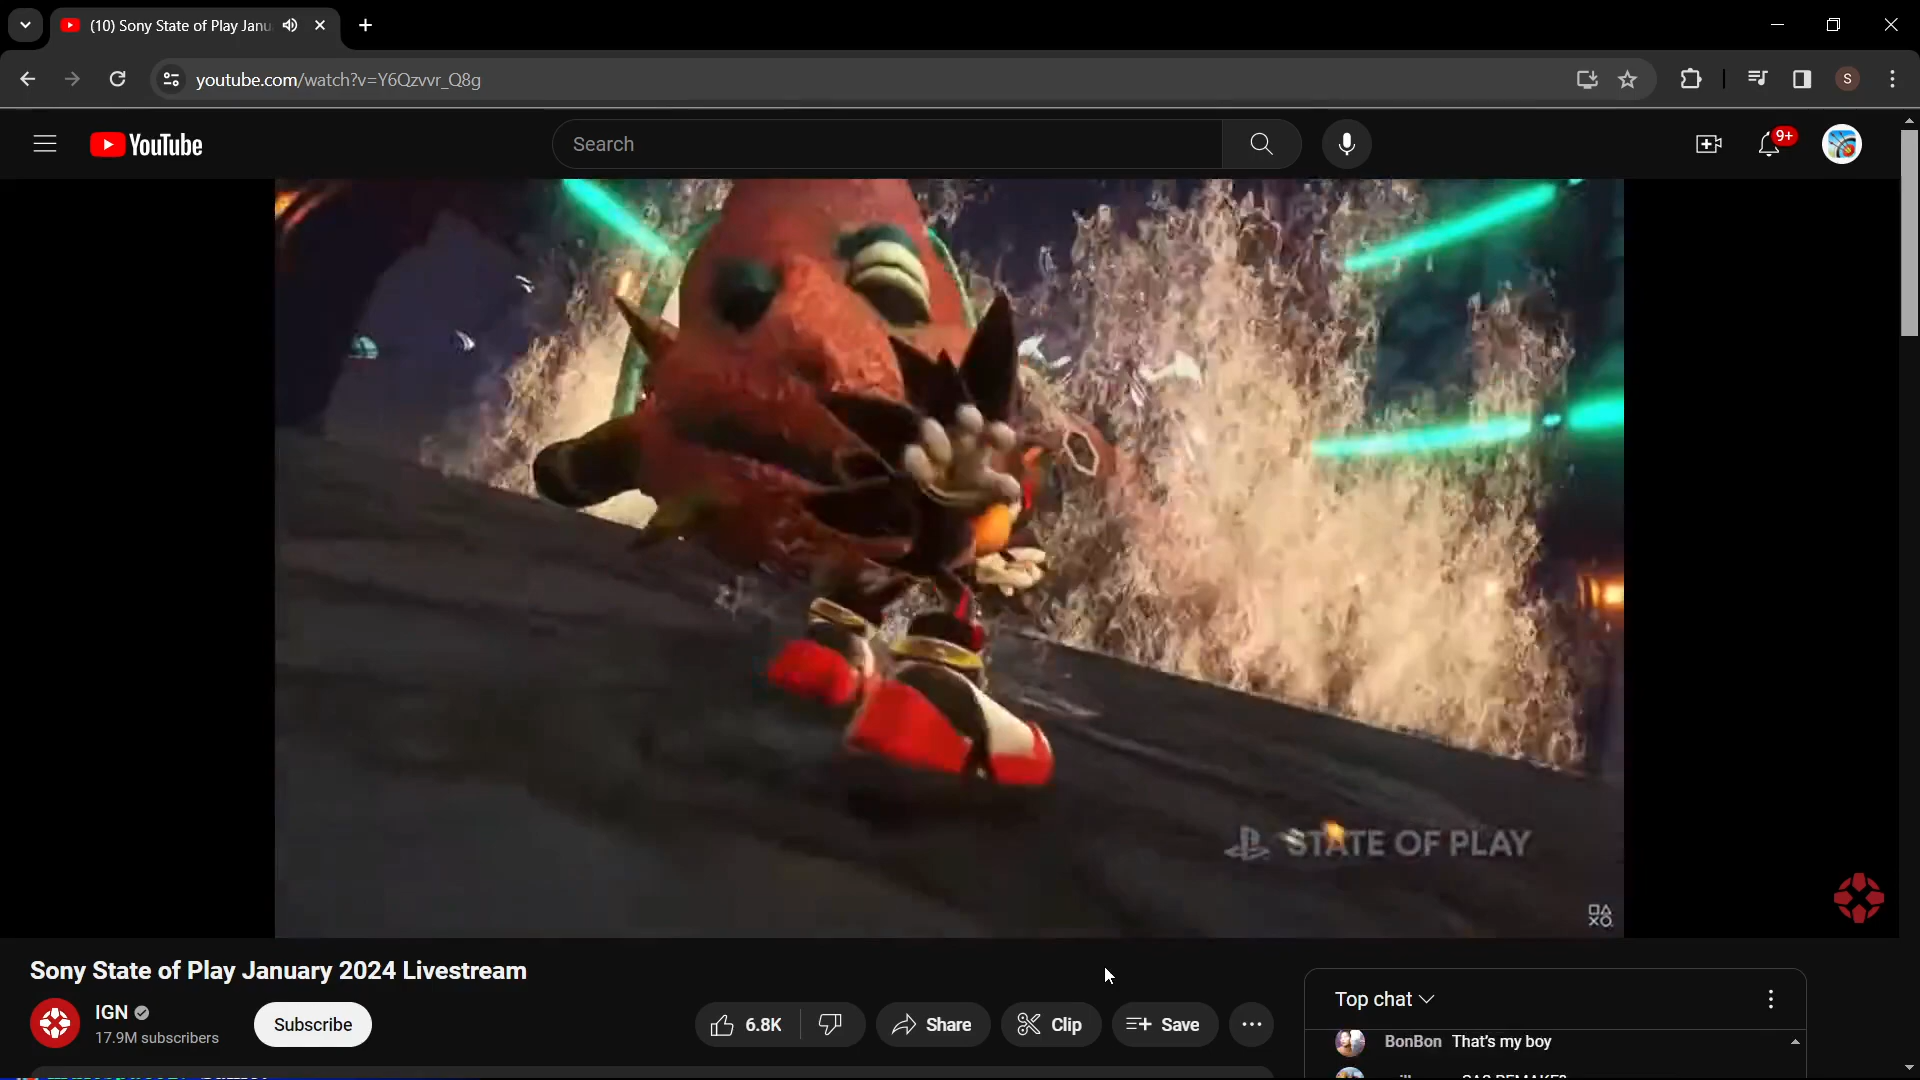 (10) Sony State of Play Janu
youtube.com/watch?v=Y6Qzvvr_Q8g
S
YouTube
Search
9+
STATE OF PLAY
Sony State of Play January 2024 Livestream
IGN
17.9M subscribers
Subscribe
6.8K
Share
Clip
Save
Top chat
BonBon That's my boy